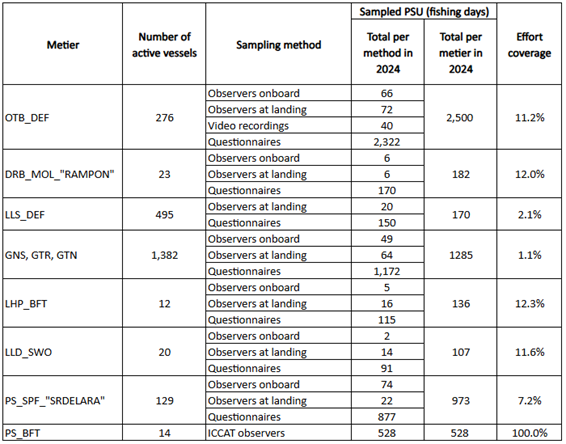 Sampled PSU (fishing days)
Metier Number of active vessels Sampling method Total per method in 2024 Total per metier in 2024 Effort coverage
OTB_DEF 276 Observers onboard 66 2,500 11.2%
Observers at landing 72
Video recordings 40
Questionnaires 2,322
DRB_MOL_"RAMPON" 23 Observers onboard 6 182 12.0%
Observers at landing 6
Questionnaires 170
LLS_DEF 495 Observers at landing 20 170 2.1%
Questionnaires 150
GNS, GTR, GTN 1,382 Observers onboard 49 1285 1.1%
Observers at landing 64
Questionnaires 1,172
LHP_BFT 12 Observers onboard 5 136 12.3%
Observers at landing 16
Questionnaires 115
LLD_SWO 20 Observers onboard 2 107 11.6%
Observers at landing 14
Questionnaires 91
PS_SPF_"SRDELARA" 129 Observers onboard 74 973 7.2%
Observers at landing 22
Questionnaires 877
PS_BFT 14 ICCAT observers 528 528 100.0%